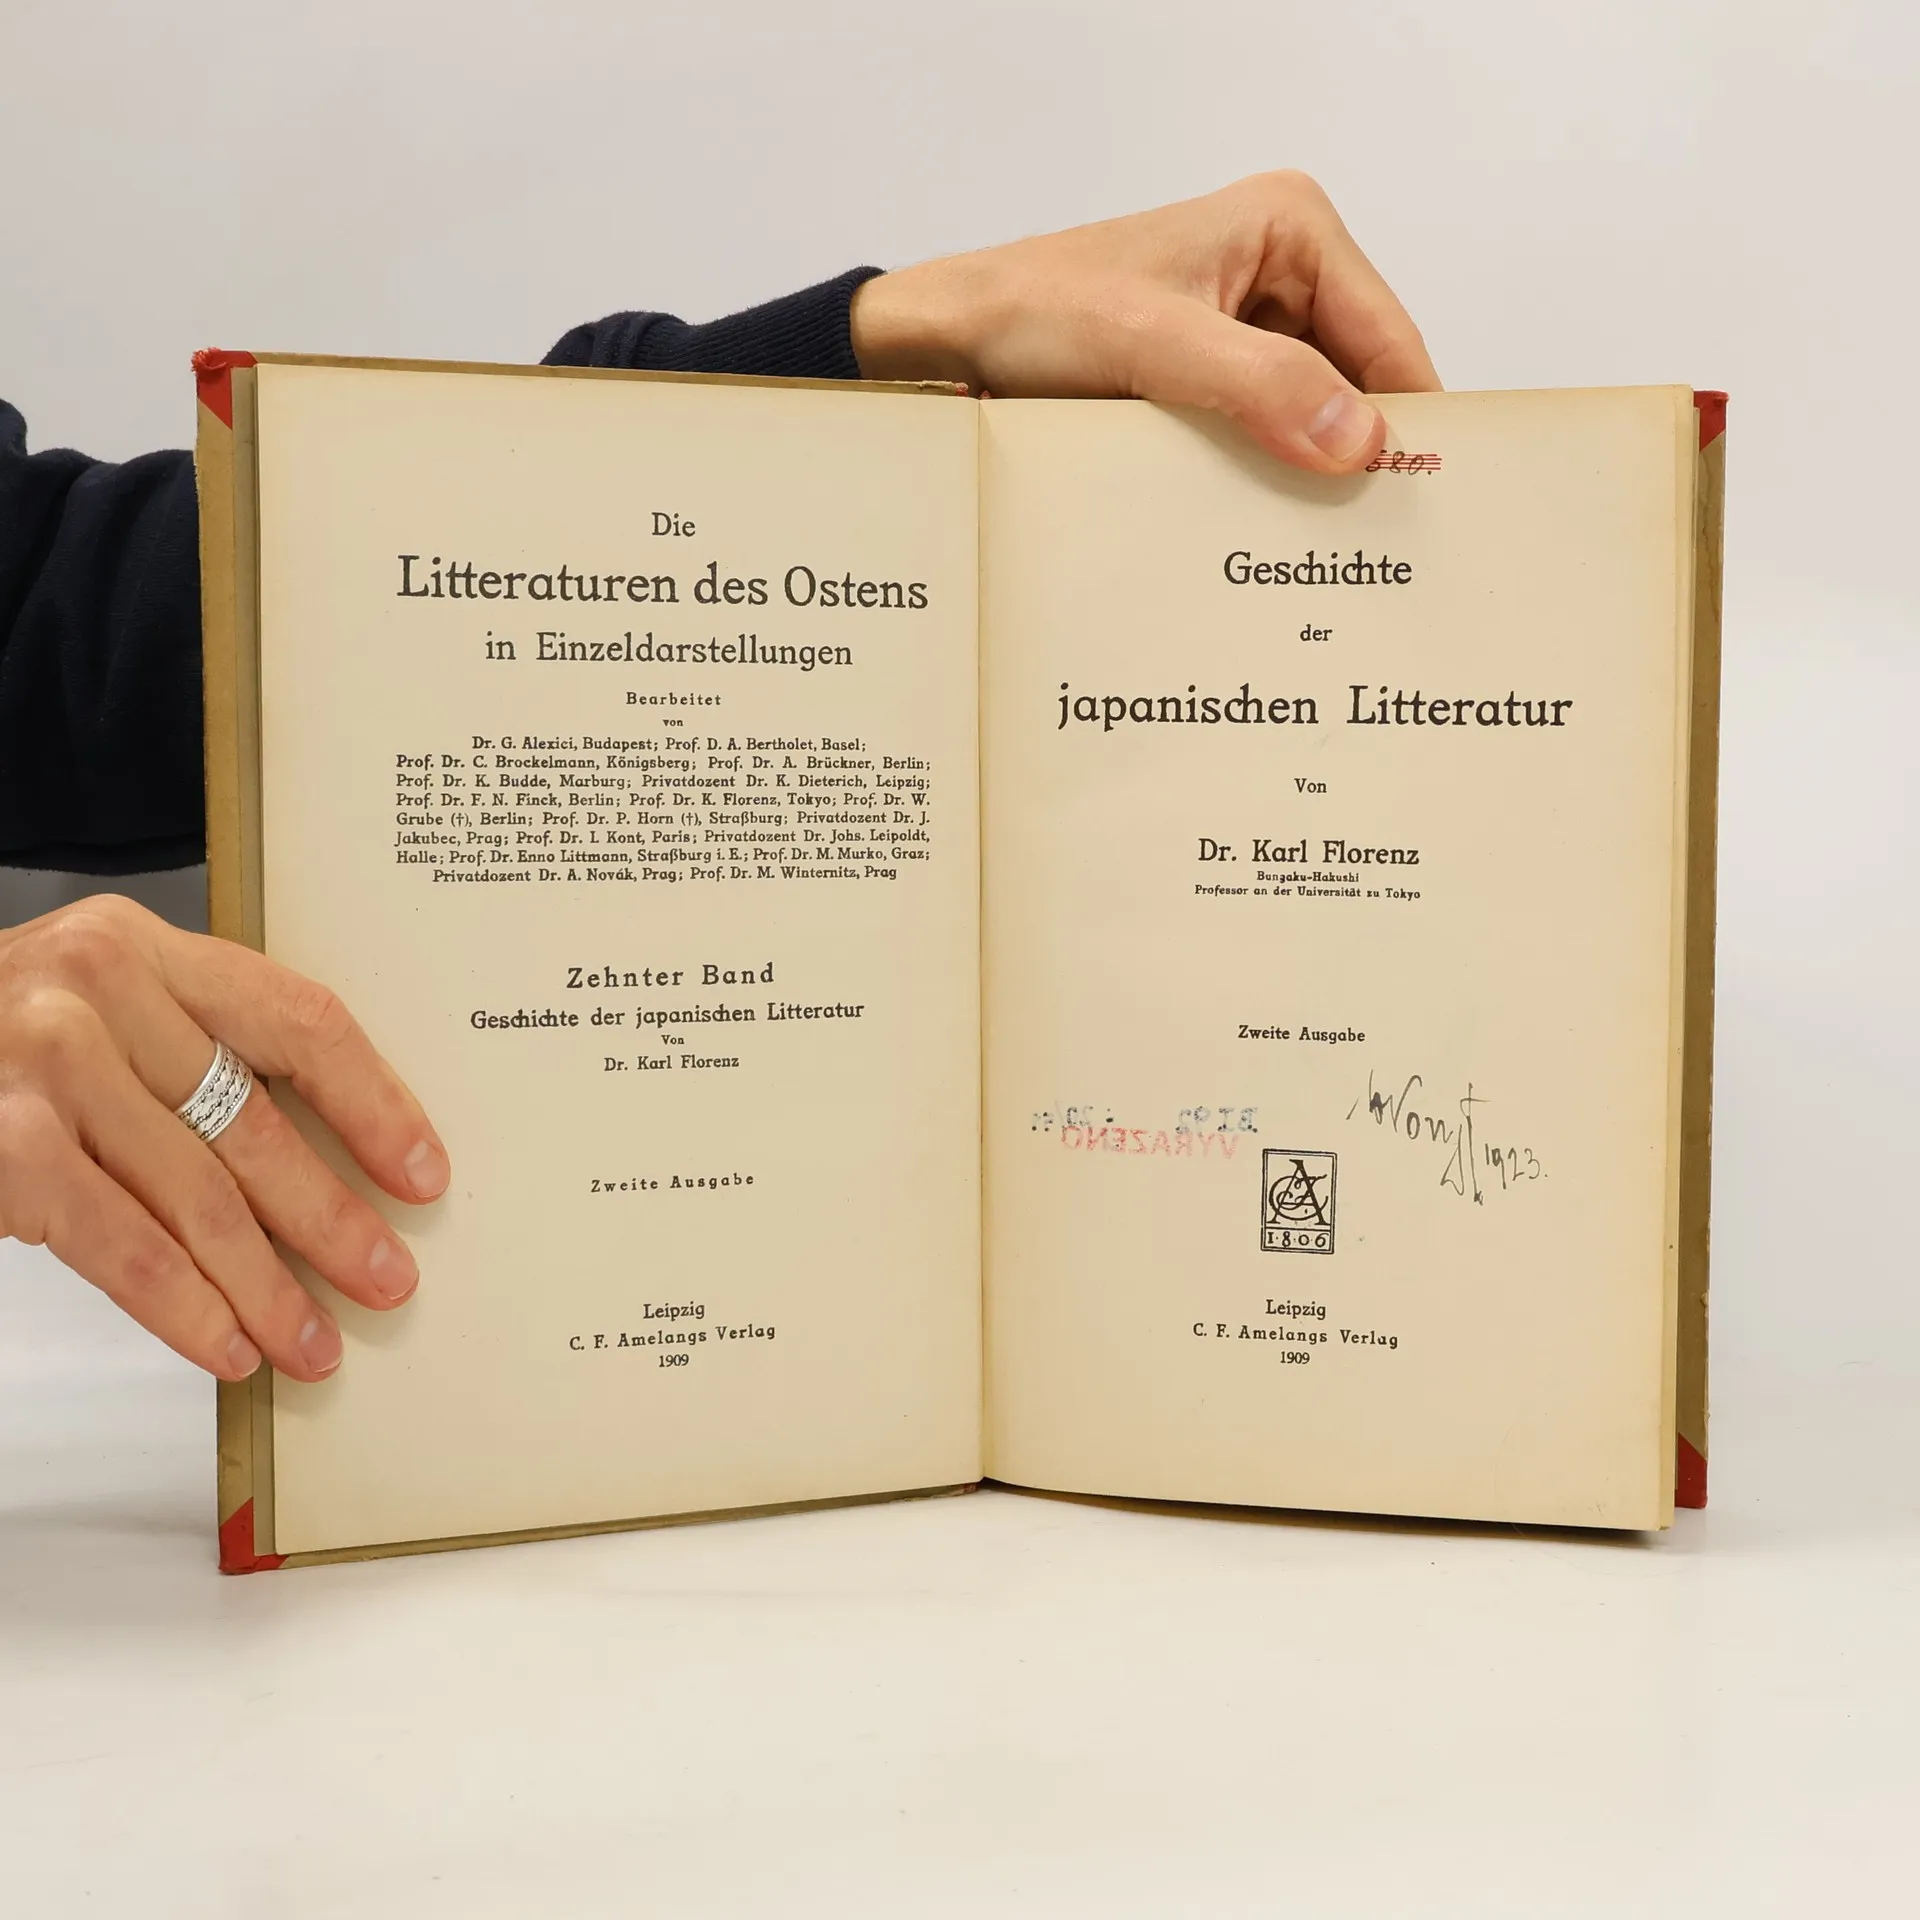 Die
Litteraturen des Ostens
in Einzeldarstellungen
Bearbeitet
von
Dr. G. Alexici, Budapest; Prof. D. A. Bertholet, Basel;
Prof. Dr. C. Brockelmann, Königsberg; Prof. Dr. A. Brückner, Berlin;
Prof. Dr. K. Budde, Marburg; Privatdozent Dr. K. Dieterich, Leipzig;
Prof. Dr. F. N. Finck, Berlin; Prof. Dr. K. Florenz, Tokyo; Prof. Dr. W.
Grube (†), Berlin; Prof. Dr. P. Horn (†), Straßburg; Privatdozent Dr. J.
Jakubec, Prag; Prof. Dr. I. Kont, Paris; Privatdozent Dr. Johs. Leipoldt,
Halle; Prof. Dr. Enno Littmann, Straßburg i. E.; Prof. Dr. M. Murko, Graz;
Privatdozent Dr. A. Novák, Prag; Prof. Dr. M. Winternitz, Prag
Zehnter Band
Geschichte der japanischen Litteratur
Von
Dr. Karl Florenz
Zweite Ausgabe
Leipzig
C. F. Amelangs Verlag
1909
580.
Geschichte
der
japanischen Litteratur
Von
Dr. Karl Florenz
Bungaku-Hakushi
Professor an der Universität zu Tokyo
Zweite Ausgabe
1923.
VYŘAZENO
1·8·0·6
Leipzig
C. F. Amelangs Verlag
1909